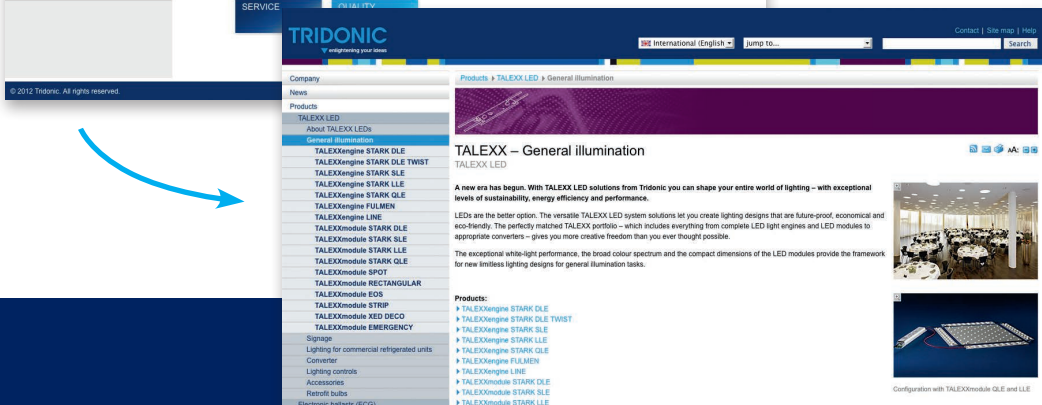 SERVICE
QUALITY
© 2012 Tridonic. All rights reserved.
TRIDONIC
enlightening your ideas
International (English
jump to...
Contact | Site map | Help
Search
Company
News
Products
TALEXX LED
About TALEXX LEDs
General illumination
TALEXXengine STARK DLE
TALEXXengine STARK DLE TWIST
TALEXXengine STARK SLE
TALEXXengine STARK LLE
TALEXXengine STARK QLE
TALEXXengine FULMEN
TALEXXengine LINE
TALEXXmodule STARK DLE
TALEXXmodule STARK SLE
TALEXXmodule STARK LLE
TALEXXmodule STARK QLE
TALEXXmodule SPOT
TALEXXmodule RECTANGULAR
TALEXXmodule EOS
TALEXXmodule STRIP
TALEXXmodule XED DECO
TALEXXmodule EMERGENCY
Signage
Lighting for commercial refrigerated units
Converter
Lighting controls
Accessories
Retrofit bulbs
Electronic ballasts (ECG)
Products TALEXX LED General illumination
TALEXX – General illumination
TALEXX LED
AA:
A new era has begun. With TALEXX LED solutions from Tridonic you can shape your entire world of lighting – with exceptional
levels of sustainability, energy efficiency and performance.
LEDs are the better option. The versatile TALEXX LED system solutions let you create lighting designs that are future-proof, economical and
eco-friendly. The perfectly matched TALEXX portfolio – which includes everything from complete LED light engines and LED modules to
appropriate converters – gives you more creative freedom than you ever thought possible.
The exceptional white-light performance, the broad colour spectrum and the compact dimensions of the LED modules provide the framework
for new limitless lighting designs for general illumination tasks.
Products:
TALEXXengine STARK DLE
TALEXXengine STARK DLE TWIST
TALEXXengine STARK SLE
TALEXXengine STARK LLE
TALEXXengine STARK QLE
TALEXXengine FULMEN
TALEXXengine LINE
TALEXXmodule STARK DLE
TALEXXmodule STARK SLE
TALEXXmodule STARK LLE
Configuration with TALEXXmodule QLE and LLE